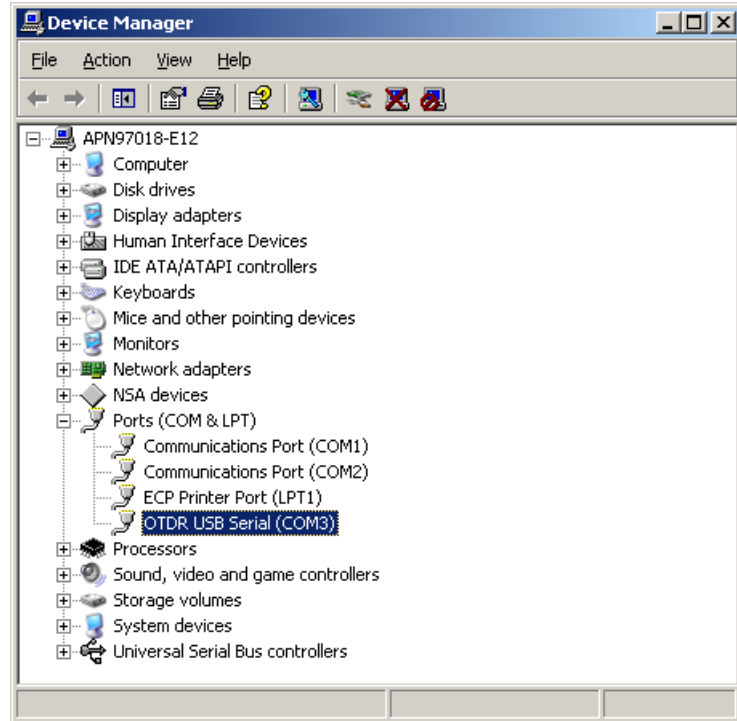 Device Manager
File Action View Help
APN97018-E12
Computer
Disk drives
Display adapters
Human Interface Devices
IDE ATA/ATAPI controllers
Keyboards
Mice and other pointing devices
Monitors
Network adapters
NSA devices
Ports (COM & LPT)
Communications Port (COM1)
Communications Port (COM2)
ECP Printer Port (LPT1)
OTDR USB Serial (COM3)
Processors
Sound, video and game controllers
Storage volumes
System devices
Universal Serial Bus controllers